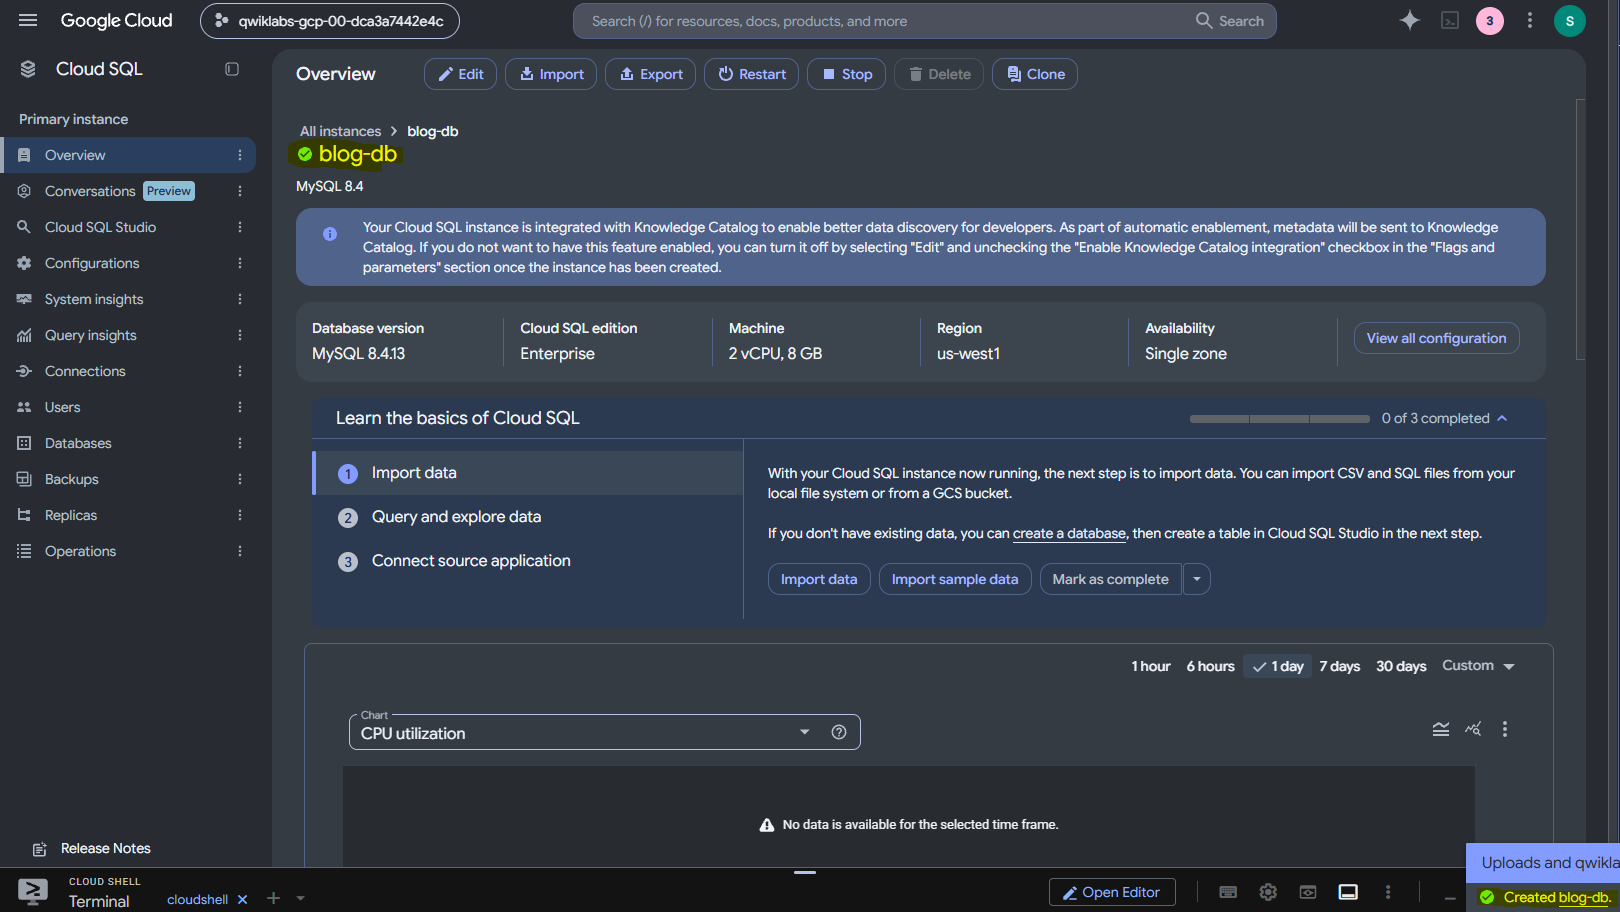 Google Cloud
qwiklabs-gcp-00-dca3a7442e4c
Search (/) for resources, docs, products, and more
Search
3
S
Cloud SQL
Primary instance
Overview
Conversations Preview
Cloud SQL Studio
Configurations
System insights
Query insights
Connections
Users
Databases
Backups
Replicas
Operations
Release Notes
Overview
Edit
Import
Export
Restart
Stop
Delete
Clone
All instances > blog-db
blog-db
MySQL 8.4
Your Cloud SQL instance is integrated with Knowledge Catalog to enable better data discovery for developers. As part of automatic enablement, metadata will be sent to Knowledge
Catalog. If you do not want to have this feature enabled, you can turn it off by selecting "Edit" and unchecking the "Enable Knowledge Catalog integration" checkbox in the "Flags and
parameters" section once the instance has been created.
Database version
MySQL 8.4.13
Cloud SQL edition
Enterprise
Machine
2 vCPU, 8 GB
Region
us-west1
Availability
Single zone
View all configuration
Learn the basics of Cloud SQL
0 of 3 completed
1 Import data
2 Query and explore data
3 Connect source application
With your Cloud SQL instance now running, the next step is to import data. You can import CSV and SQL files from your
local file system or from a GCS bucket.
If you don't have existing data, you can create a database, then create a table in Cloud SQL Studio in the next step.
Import data
Import sample data
Mark as complete
1 hour 6 hours 1 day 7 days 30 days Custom
Chart
CPU utilization
No data is available for the selected time frame.
CLOUD SHELL
Terminal
cloudshell
Open Editor
Uploads and qwikla
Created blog-db.